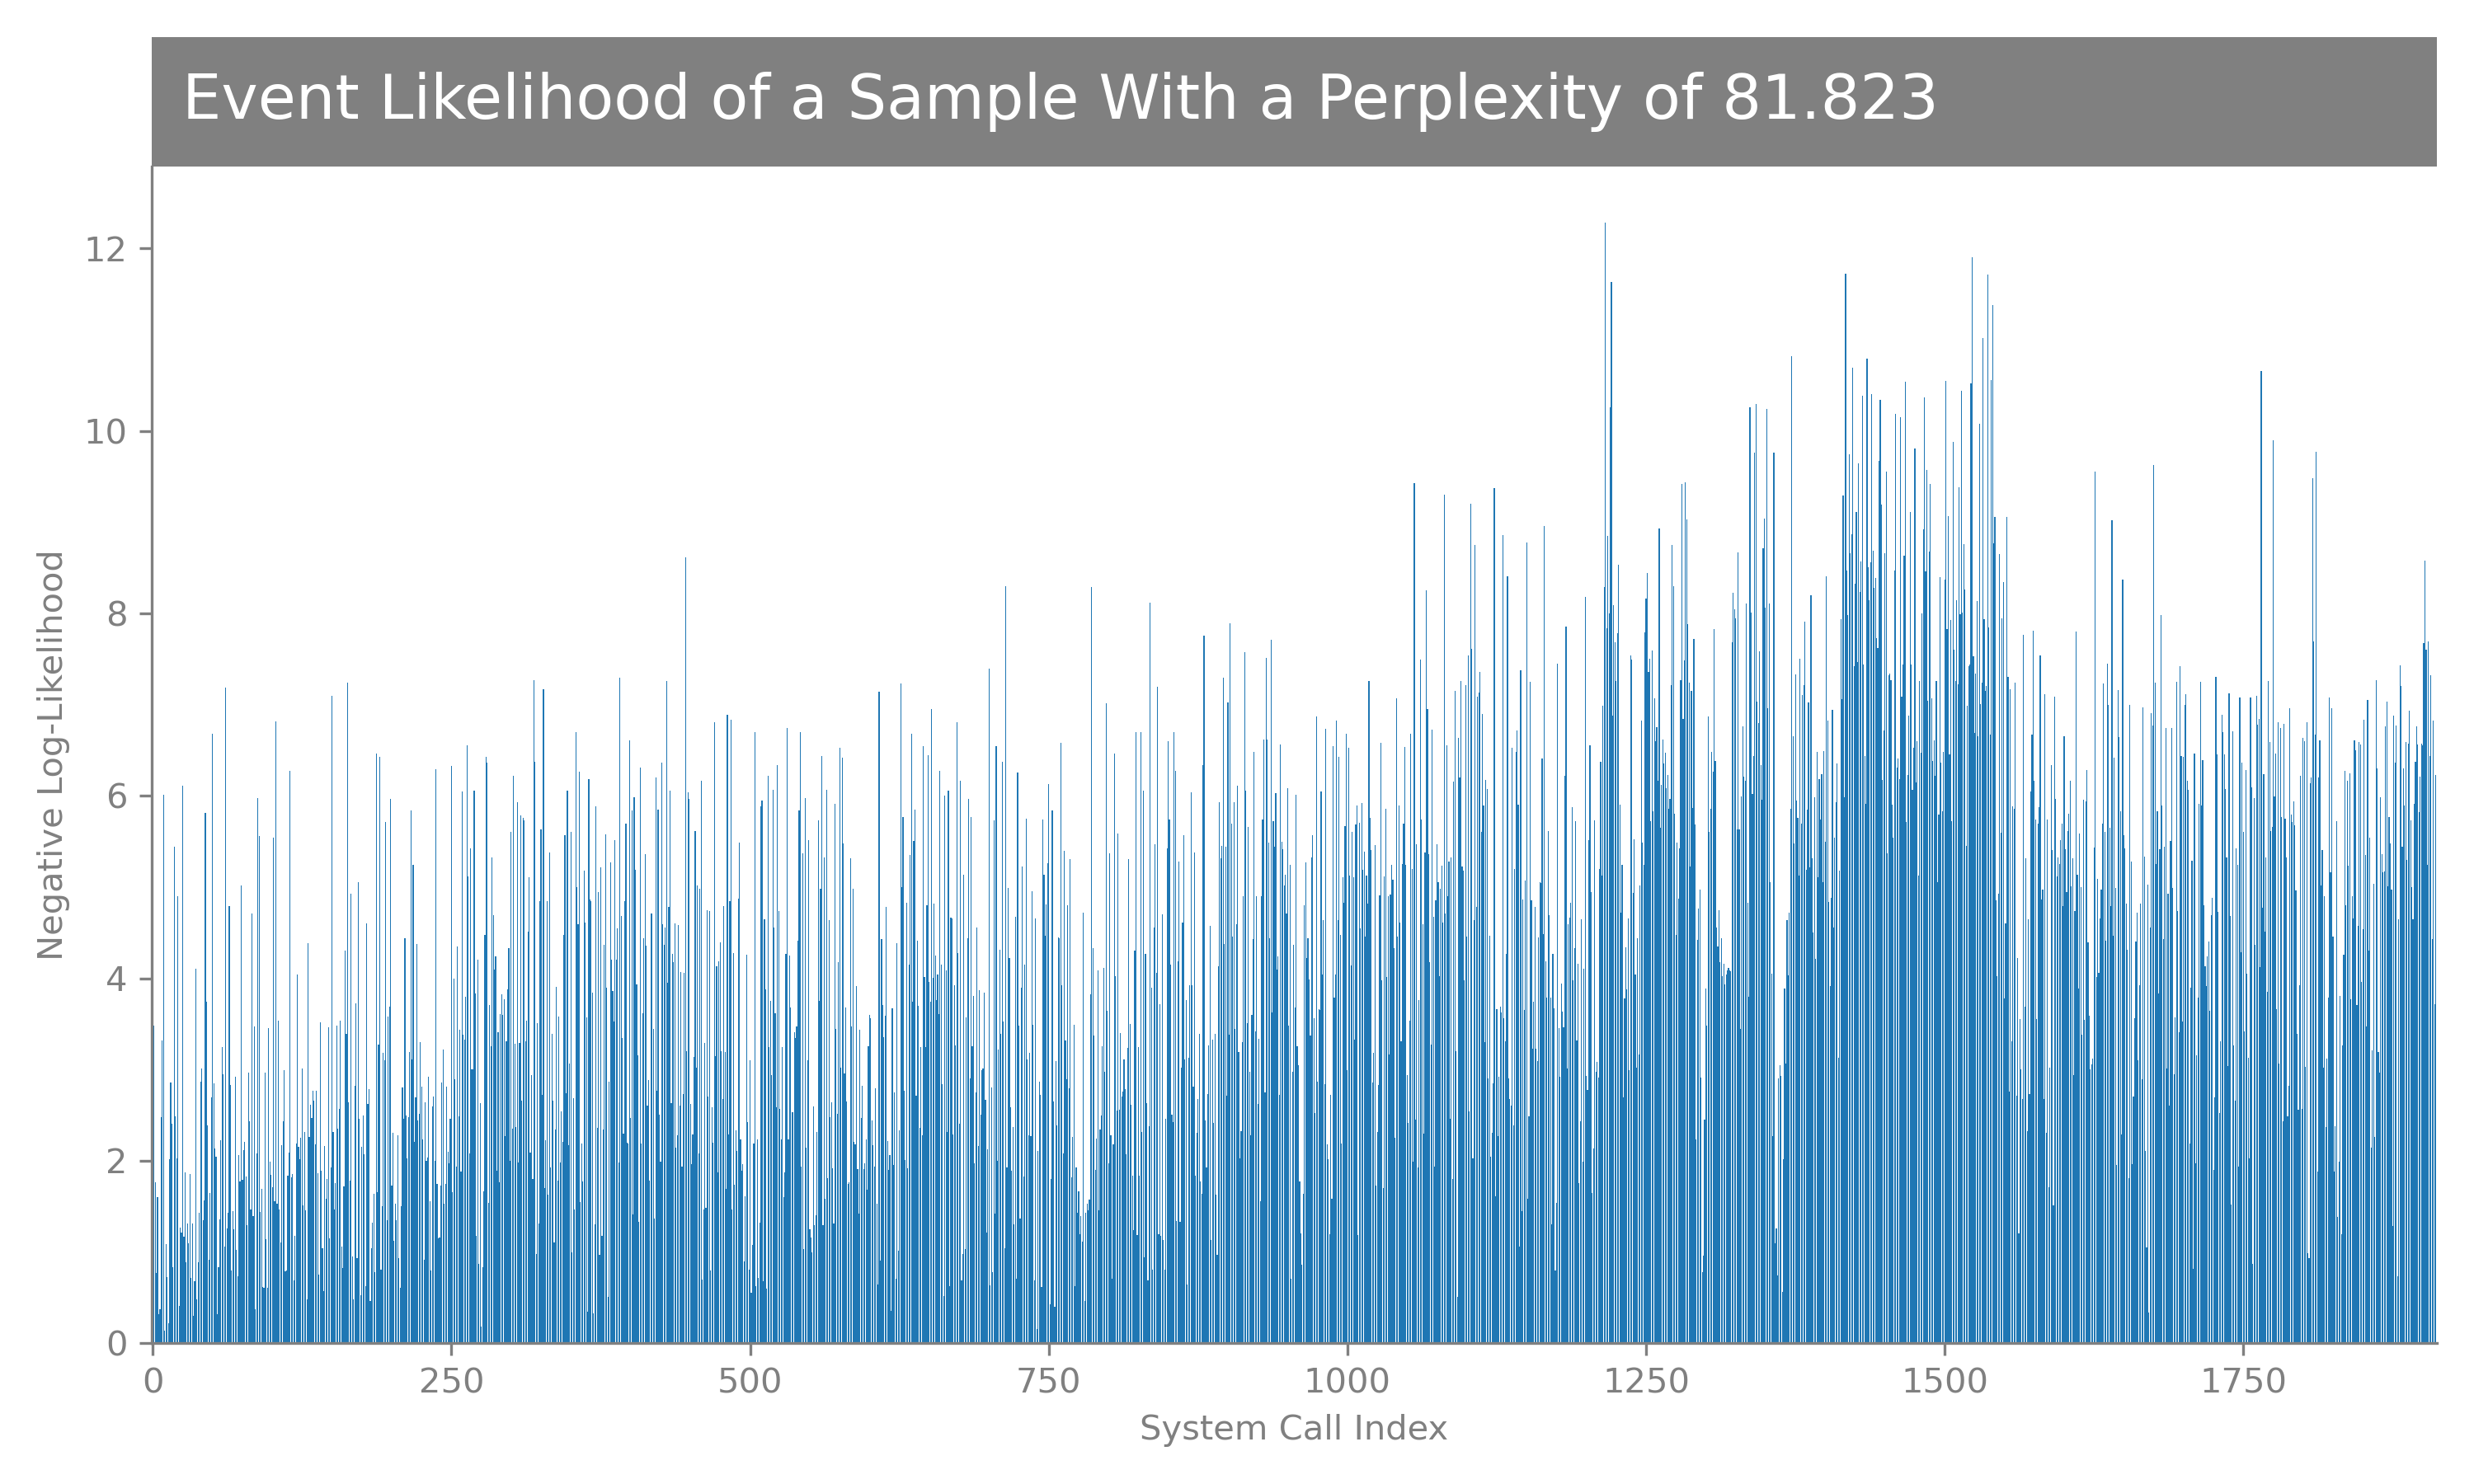 Event Likelihood of a Sample With a Perplexity of 81.823
12
10
8
6
4
2
0
Negative Log-Likelihood
0 250 500 750 1000 1250 1500 1750
System Call Index